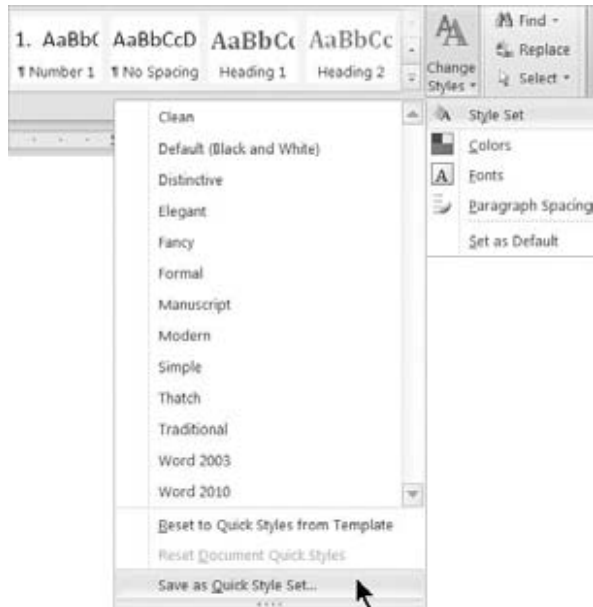 1. AaBb( AaBbCcD AaBbCc AaBbCc
¶ Number 1 ¶ No Spacing Heading 1 Heading 2
Change Styles
Find
Replace
Select
Clean
Default (Black and White)
Distinctive
Elegant
Fancy
Formal
Manuscript
Modern
Simple
Thatch
Traditional
Word 2003
Word 2010
Reset to Quick Styles from Template
Reset Document Quick Styles
Save as Quick Style Set...
Style Set
Colors
Fonts
Paragraph Spacing
Set as Default